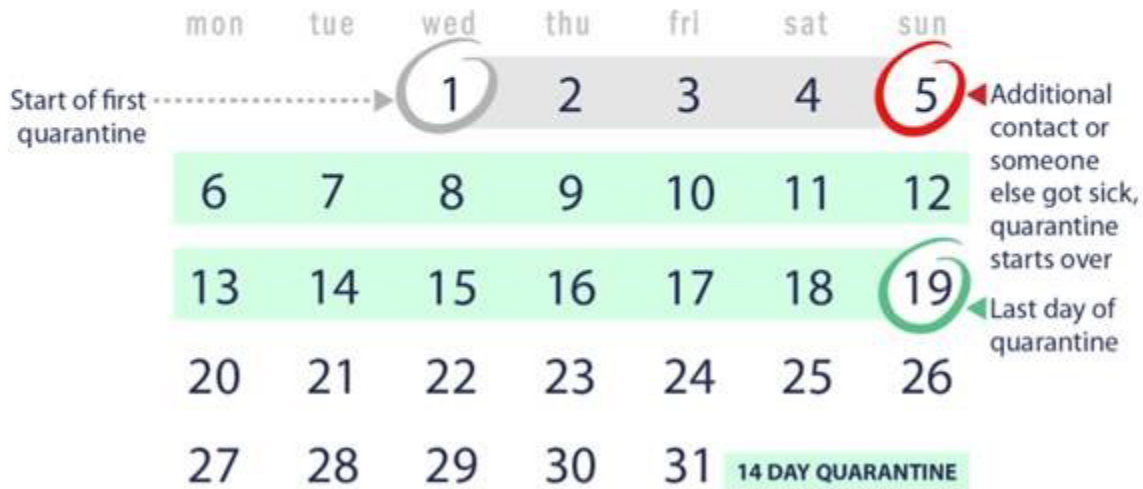 mon tue wed thu fri sat sun
Start of first
quarantine
1 2 3 4 5
Additional
contact or
someone
else got sick,
quarantine
starts over
6 7 8 9 10 11 12
13 14 15 16 17 18 19
Last day of
quarantine
20 21 22 23 24 25 26
27 28 29 30 31 14 DAY QUARANTINE